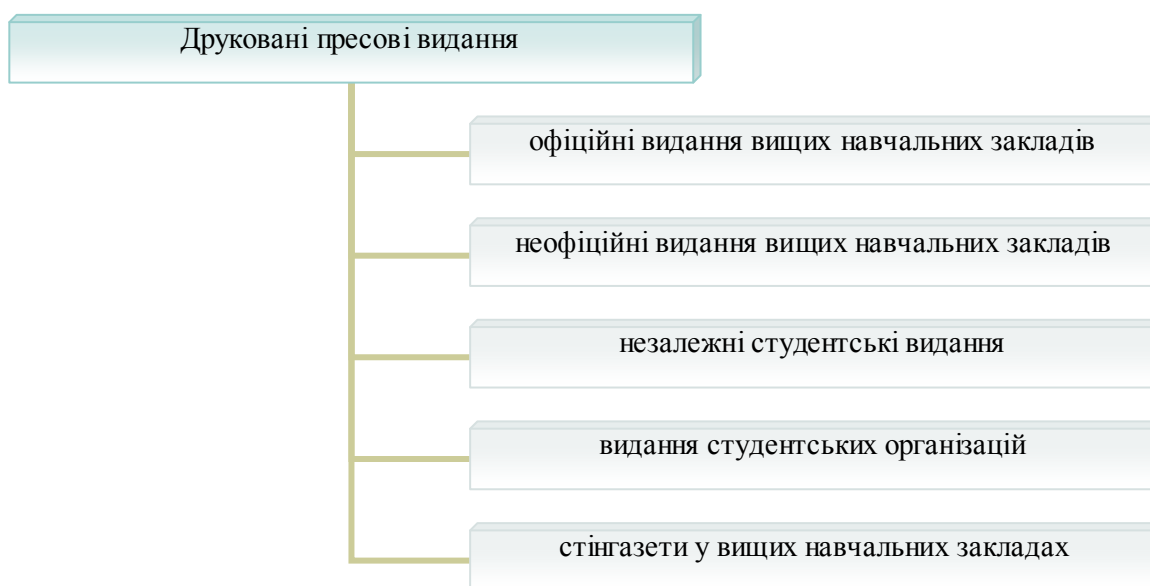 Друковані пресові видання
офіційні видання вищих навчальних закладів
неофіційні видання вищих навчальних закладів
незалежні студентські видання
видання студентських організацій
стінгазети у вищих навчальних закладах